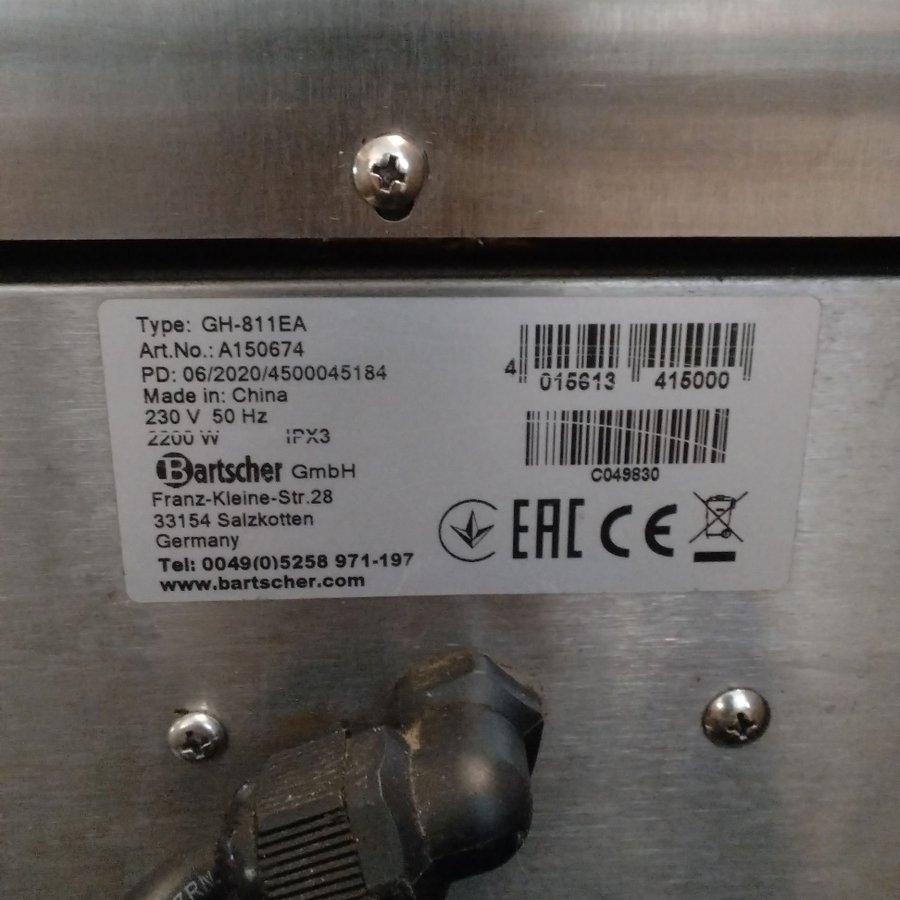 Type: GH-811EA
Art.No.: A150674
PD: 06/2020/4500045184
Made in: China
230 V 50 Hz
2200 W IPX3
Bartscher GmbH
Franz-Kleine-Str.28
33154 Salzkotten
Germany
Tel: 0049(0)5258 971-197
www.bartscher.com
4 015613 415000
C049830
EAC CE